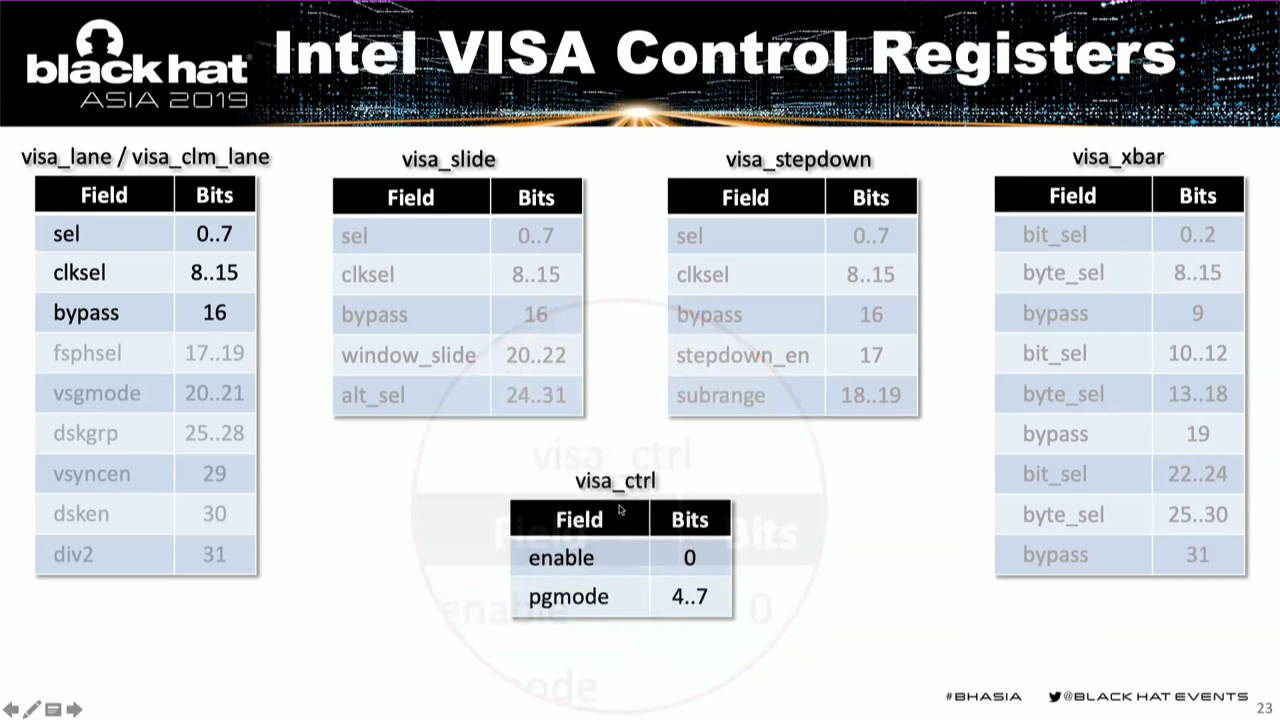 black hat
ASIA 2019
Intel VISA Control Registers
visa_lane / visa_clm_lane
Field Bits
sel 0..7
clksel 8..15
bypass 16
fsphsel 17..19
vsgmode 20..21
dskgrp 25..28
vsyncen 29
dsken 30
div2 31
visa_slide
Field Bits
sel 0..7
clksel 8..15
bypass 16
window_slide 20..22
alt_sel 24..31
visa_stepdown
Field Bits
sel 0..7
clksel 8..15
bypass 16
stepdown_en 17
subrange 18..19
visa_xbar
Field Bits
bit_sel 0..2
byte_sel 8..15
bypass 9
bit_sel 10..12
byte_sel 13..18
bypass 19
bit_sel 22..24
byte_sel 25..30
bypass 31
visa_ctrl
visa_ctrl
Field Bits
enable 0
pgmode 4..7
Bits
0
#BHASIA @BLACK HAT EVENTS
23